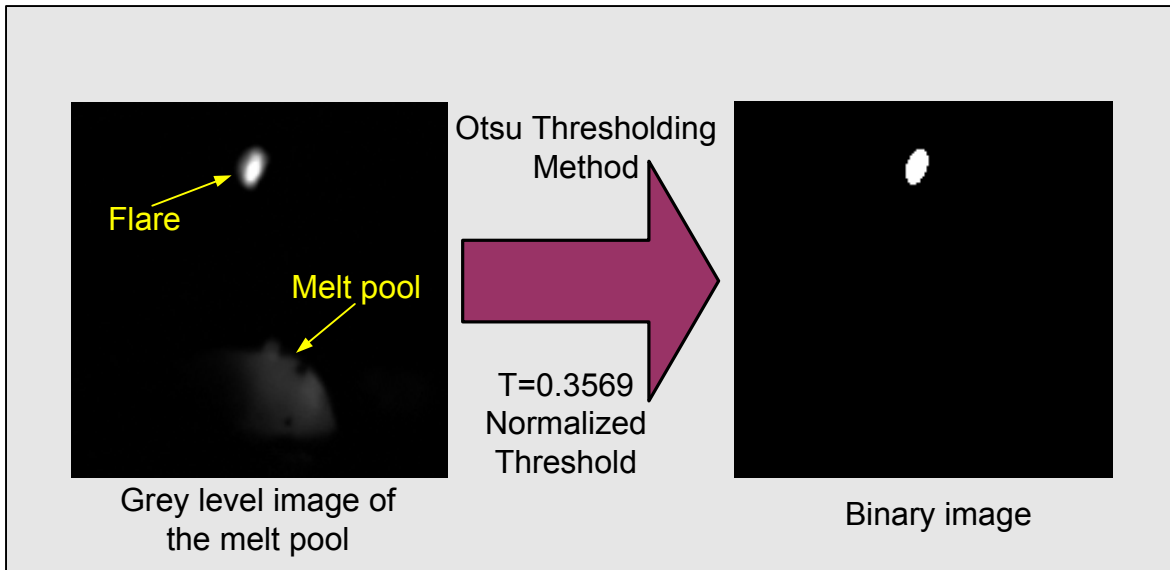 Flare
Melt pool
Grey level image of
the melt pool
Otsu Thresholding
Method
T=0.3569
Normalized
Threshold
Binary image